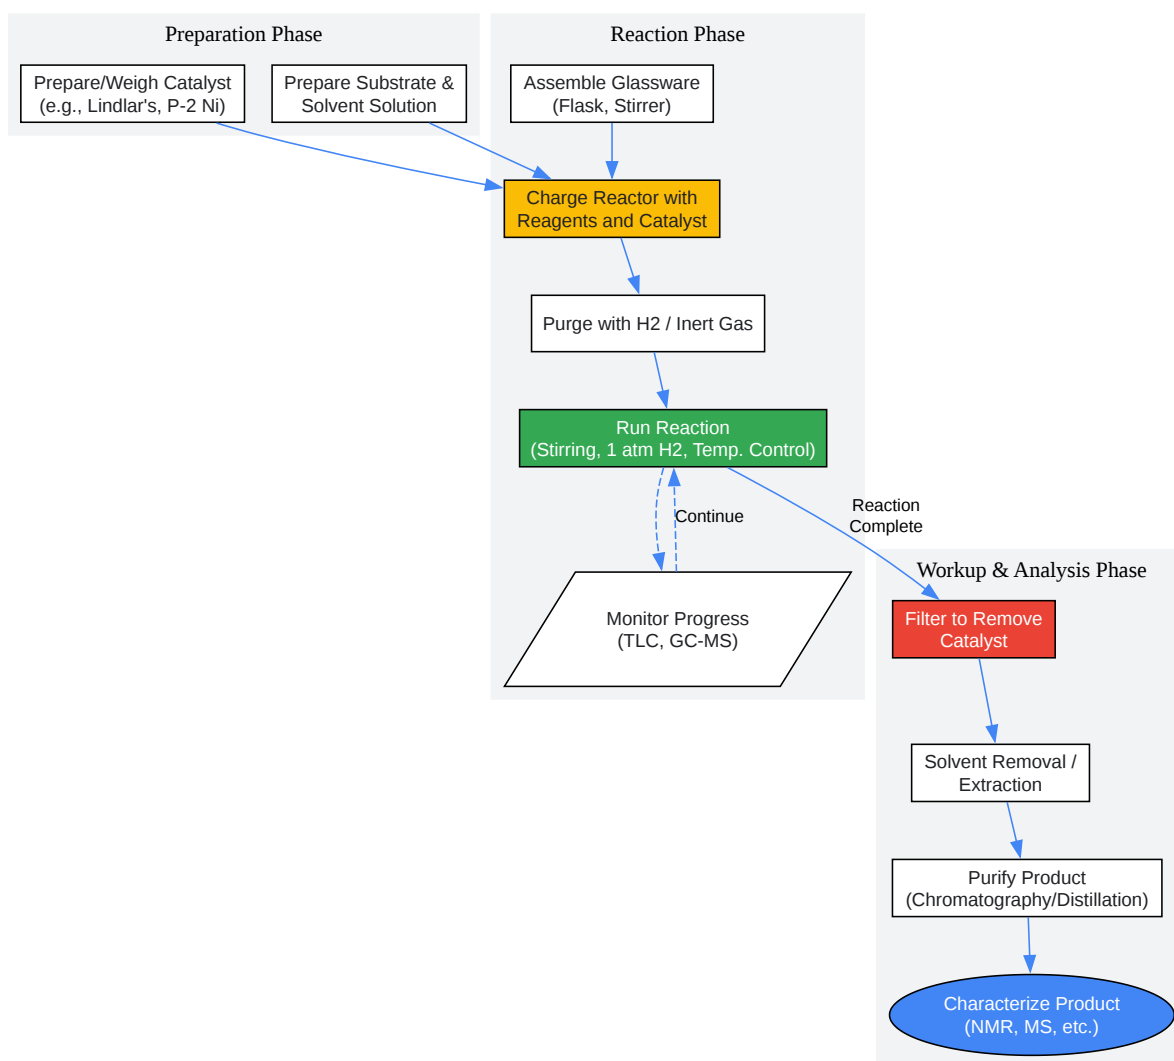 Preparation Phase
Prepare/Weigh Catalyst
(e.g., Lindlar's, P-2 Ni)
Prepare Substrate &
Solvent Solution
Reaction Phase
Assemble Glassware
(Flask, Stirrer)
Charge Reactor with
Reagents and Catalyst
Purge with H2 / Inert Gas
Run Reaction
(Stirring, 1 atm H2, Temp. Control)
Continue
Monitor Progress
(TLC, GC-MS)
Reaction
Complete
Workup & Analysis Phase
Filter to Remove
Catalyst
Solvent Removal /
Extraction
Purify Product
(Chromatography/Distillation)
Characterize Product
(NMR, MS, etc.)